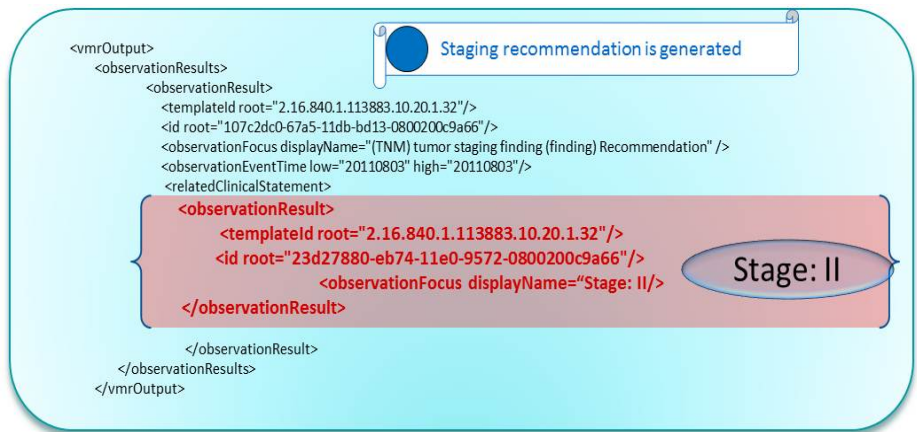 Staging recommendation is generated
<vmrOutput>
<observationResults>
<observationResult>
<templateId root="2.16.840.1.113883.10.20.1.32"/>
<id root="107c2dc0-67a5-11db-bd13-0800200c9a66"/>
<observationFocus displayName="(TNM) tumor staging finding (finding) Recommendation" />
<observationEventTime low="20110803" high="20110803"/>
<relatedClinicalStatement>
<observationResult>
<templateId root="2.16.840.1.113883.10.20.1.32"/>
<id root="23d27880-eb74-11e0-9572-0800200c9a66"/>
<observationFocus displayName=“Stage: II/>
</observationResult>
Stage: II
</observationResult>
</observationResults>
</vmrOutput>